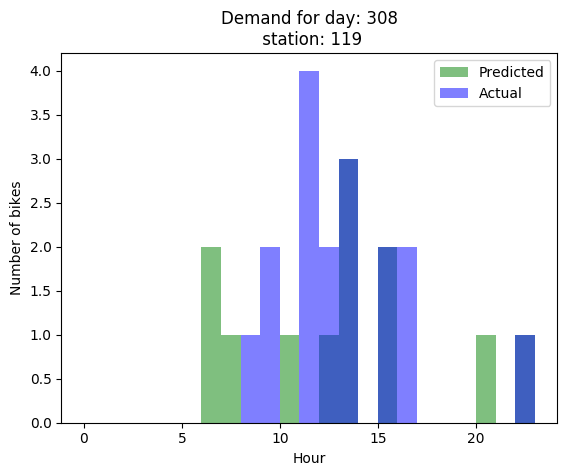 Demand for day: 308
station: 119
Predicted
Actual
4.0
3.5
3.0
2.5
2.0
1.5
1.0
0.5
0.0
Number of bikes
0 5 10 15 20
Hour